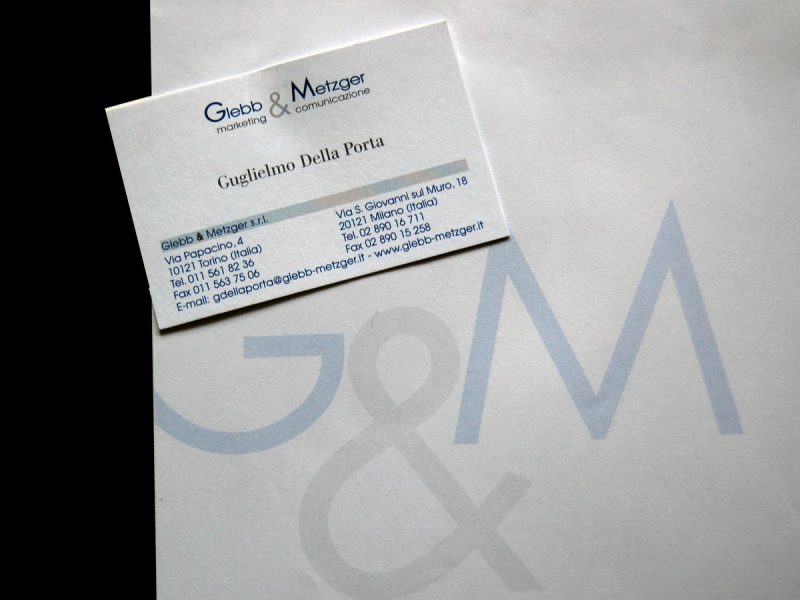 Glebb & Metzger
marketing comunicazione
Guglielmo Della Porta
Glebb & Metzger s.r.l.
Via Papacino, 4
10121 Torino (Italia)
Tel. 011 561 82 36
Fax 011 563 75 06
Via S. Giovanni sul Muro, 18
20121 Milano (Italia)
Tel. 02 890 16 711
Fax 02 890 15 258
E-mail: gdellaporta@glebb-metzger.it - www.glebb-metzger.it
G&M